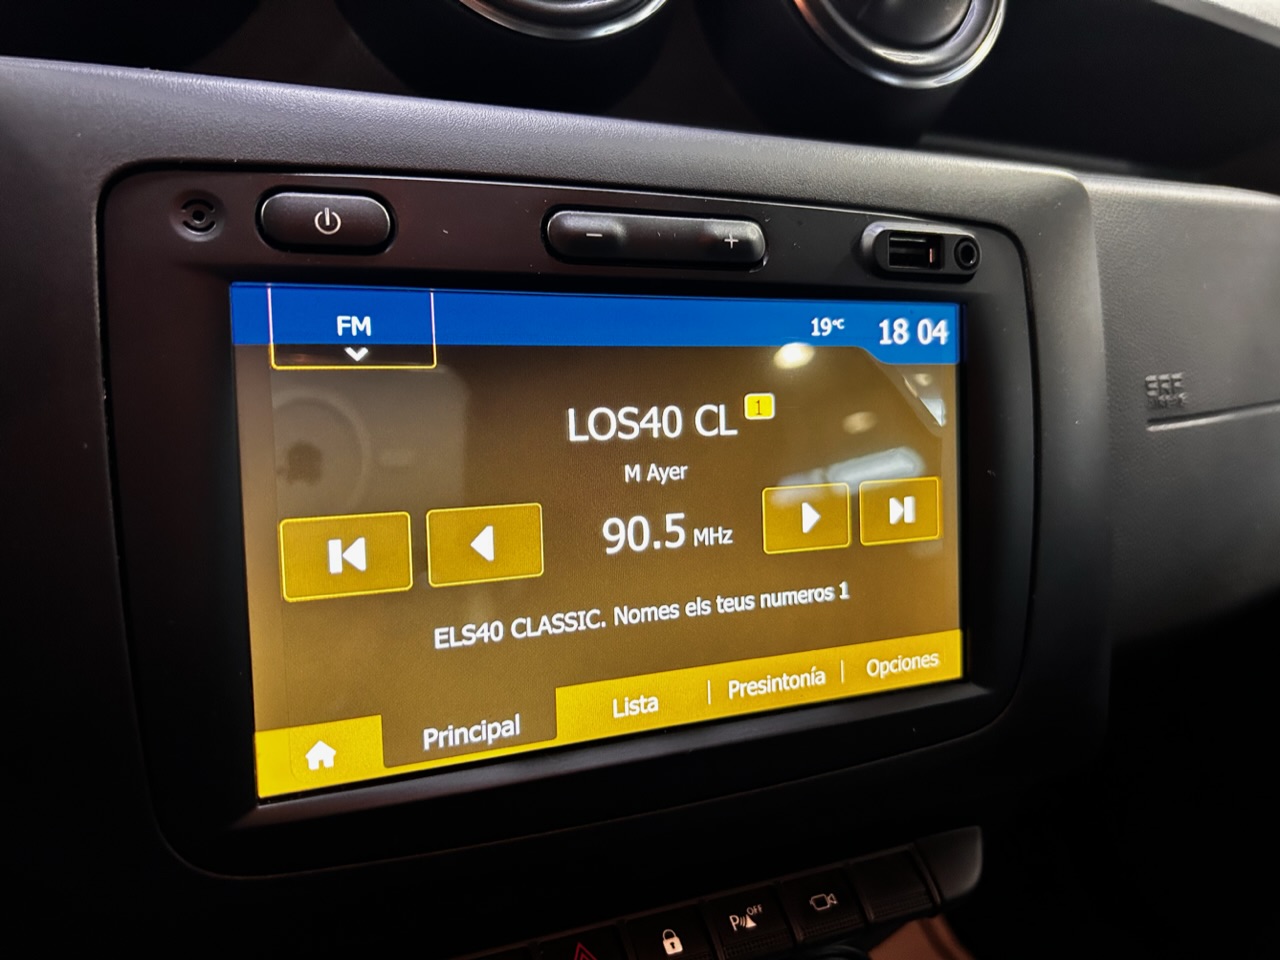 FM
19°C
18 04
LOS40 CL 1
M Ayer
90.5 MHz
ELS40 CLASSIC. Nomes els teus numeros 1
Principal
Lista
Presintonía
Opciones
P OFF